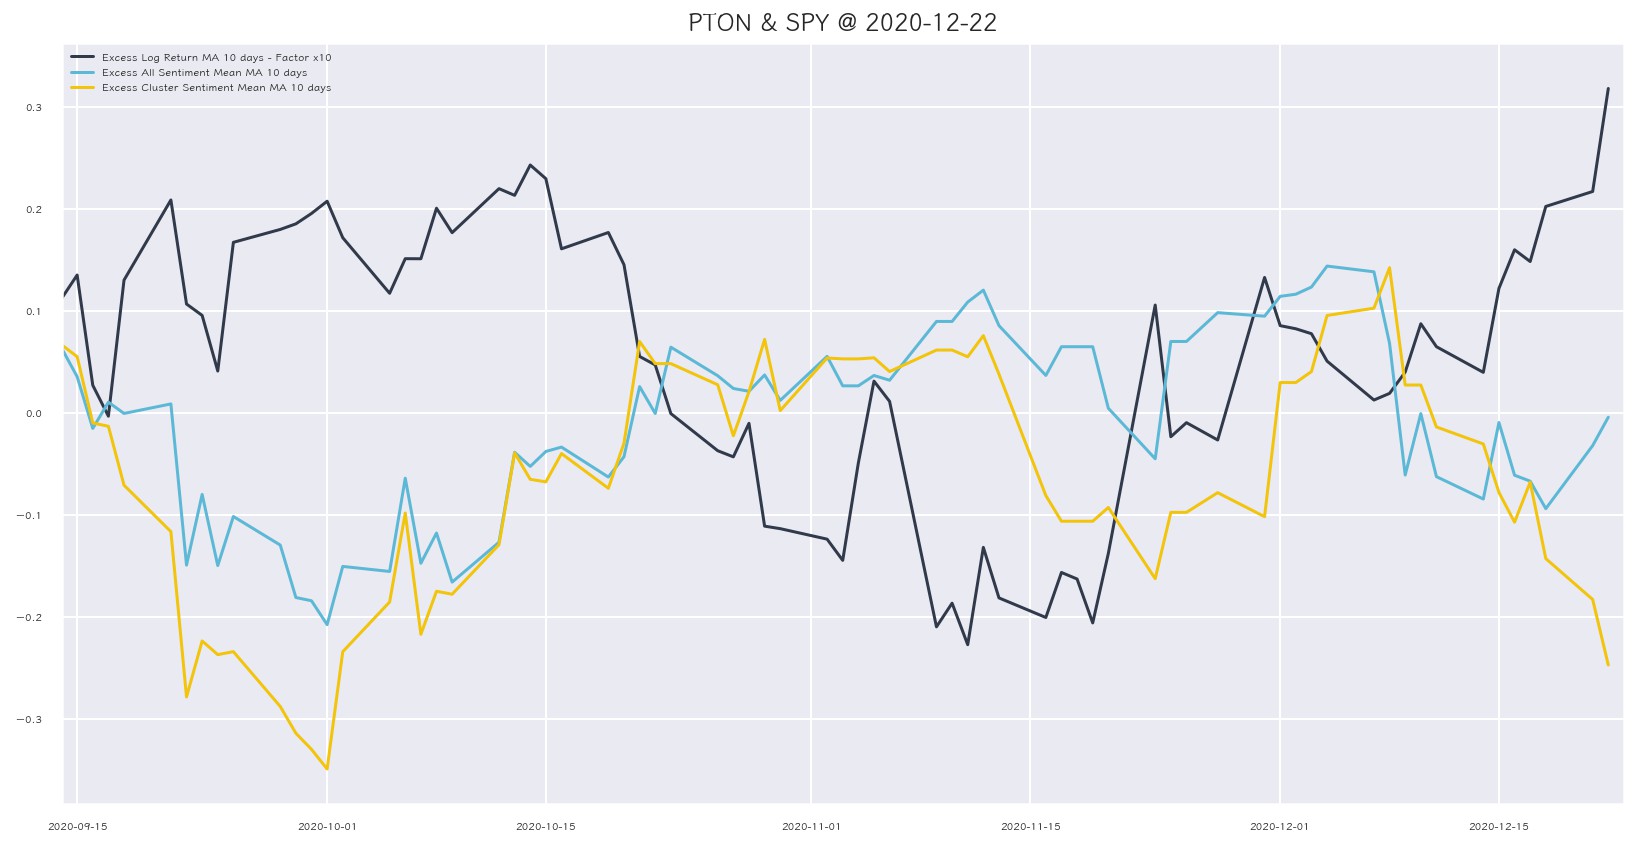 PTON & SPY @ 2020-12-22
Excess Log Return MA 10 days - Factor x10
Excess All Sentiment Mean MA 10 days
Excess Cluster Sentiment Mean MA 10 days
0.3
0.2
0.1
0.0
−0.1
−0.2
−0.3
2020-09-15 2020-10-01 2020-10-15 2020-11-01 2020-11-15 2020-12-01 2020-12-15